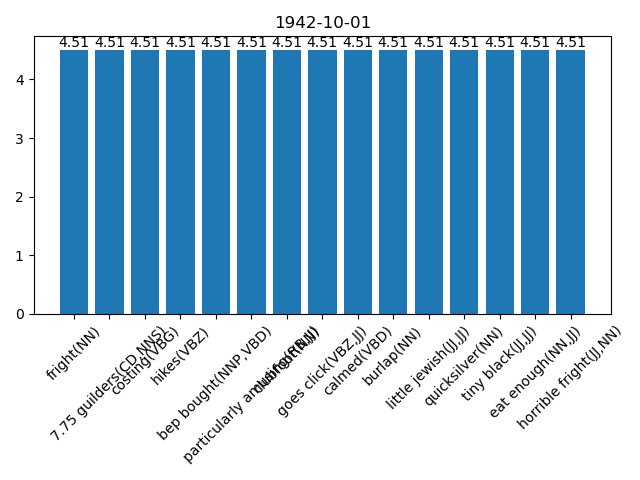 1942-10-01
4.51 4.51 4.51 4.51 4.51 4.51 4.51 4.51 4.51 4.51 4.51 4.51 4.51 4.51 4.51
4
3
2
1
0
fright(NN)
7.75 guilders(CD,NNS)
costing(VBG)
hikes(VBZ)
bep bought(NNP,VBD)
particularly
goes click(VBZ,JJ)
calmed(VBD)
burlap(NN)
little jewish(JJ,JJ)
quicksilver(NN)
tiny black(JJ,JJ)
eat enough(NN,JJ)
horrible fright(JJ,NN)